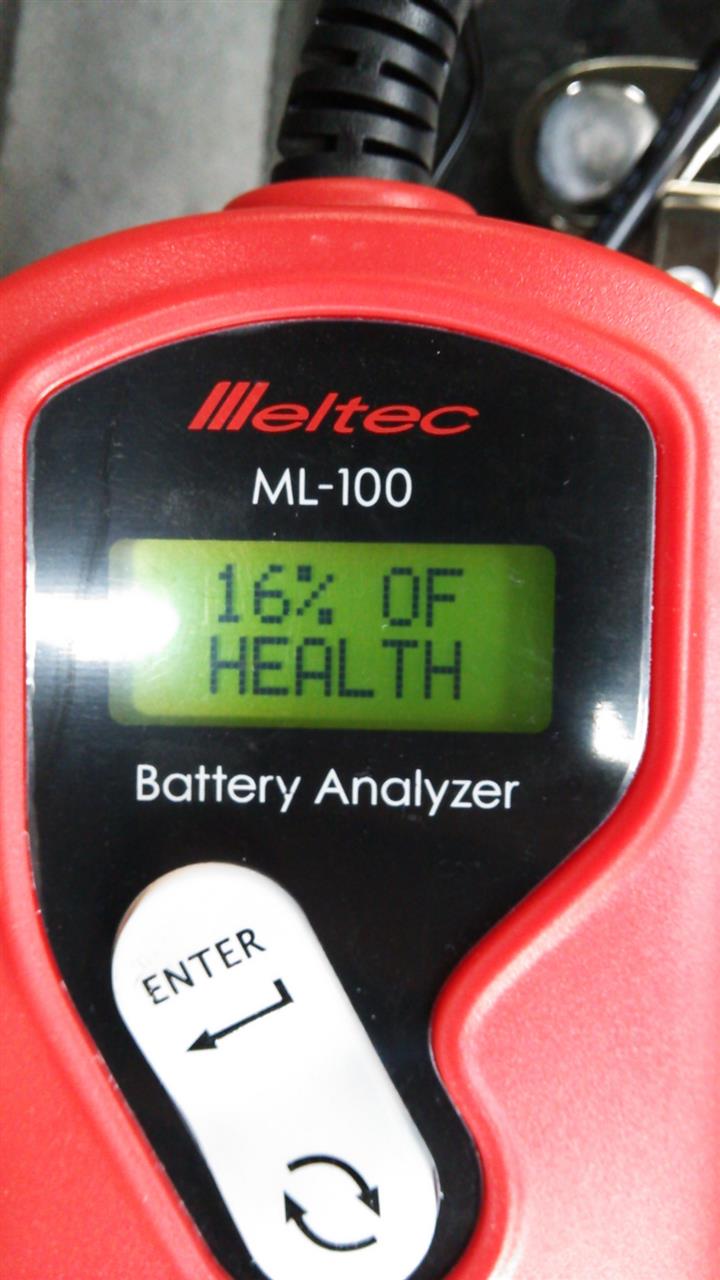 Meltec
ML-100
16% OF
HEALTH
Battery Analyzer
ENTER